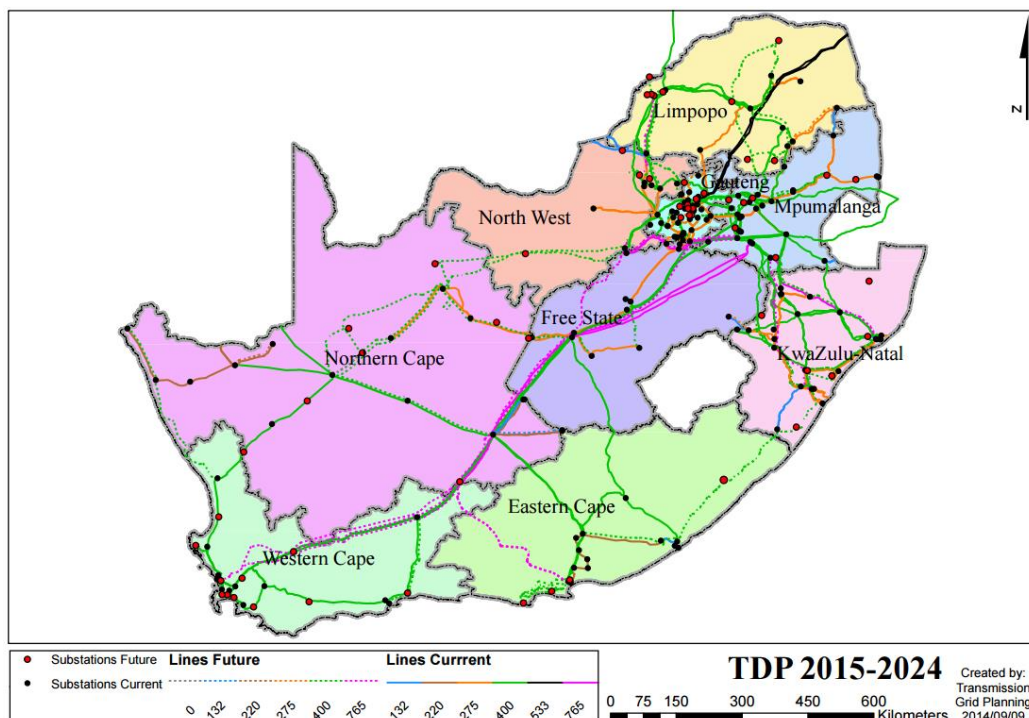 Limpopo
Gauteng
North West
Mpumalanga
Free State
Northern Cape
KwaZulu-Natal
Eastern Cape
Western Cape
z
Substations Future
Substations Current
Lines Future
0 132 220 275 400 765
Lines Currrent
132 220 275 400 533 765
TDP 2015-2024
0 75 150 300 450 600
Kilometers
Created by:
Transmission
Grid Planning
2014/09/09